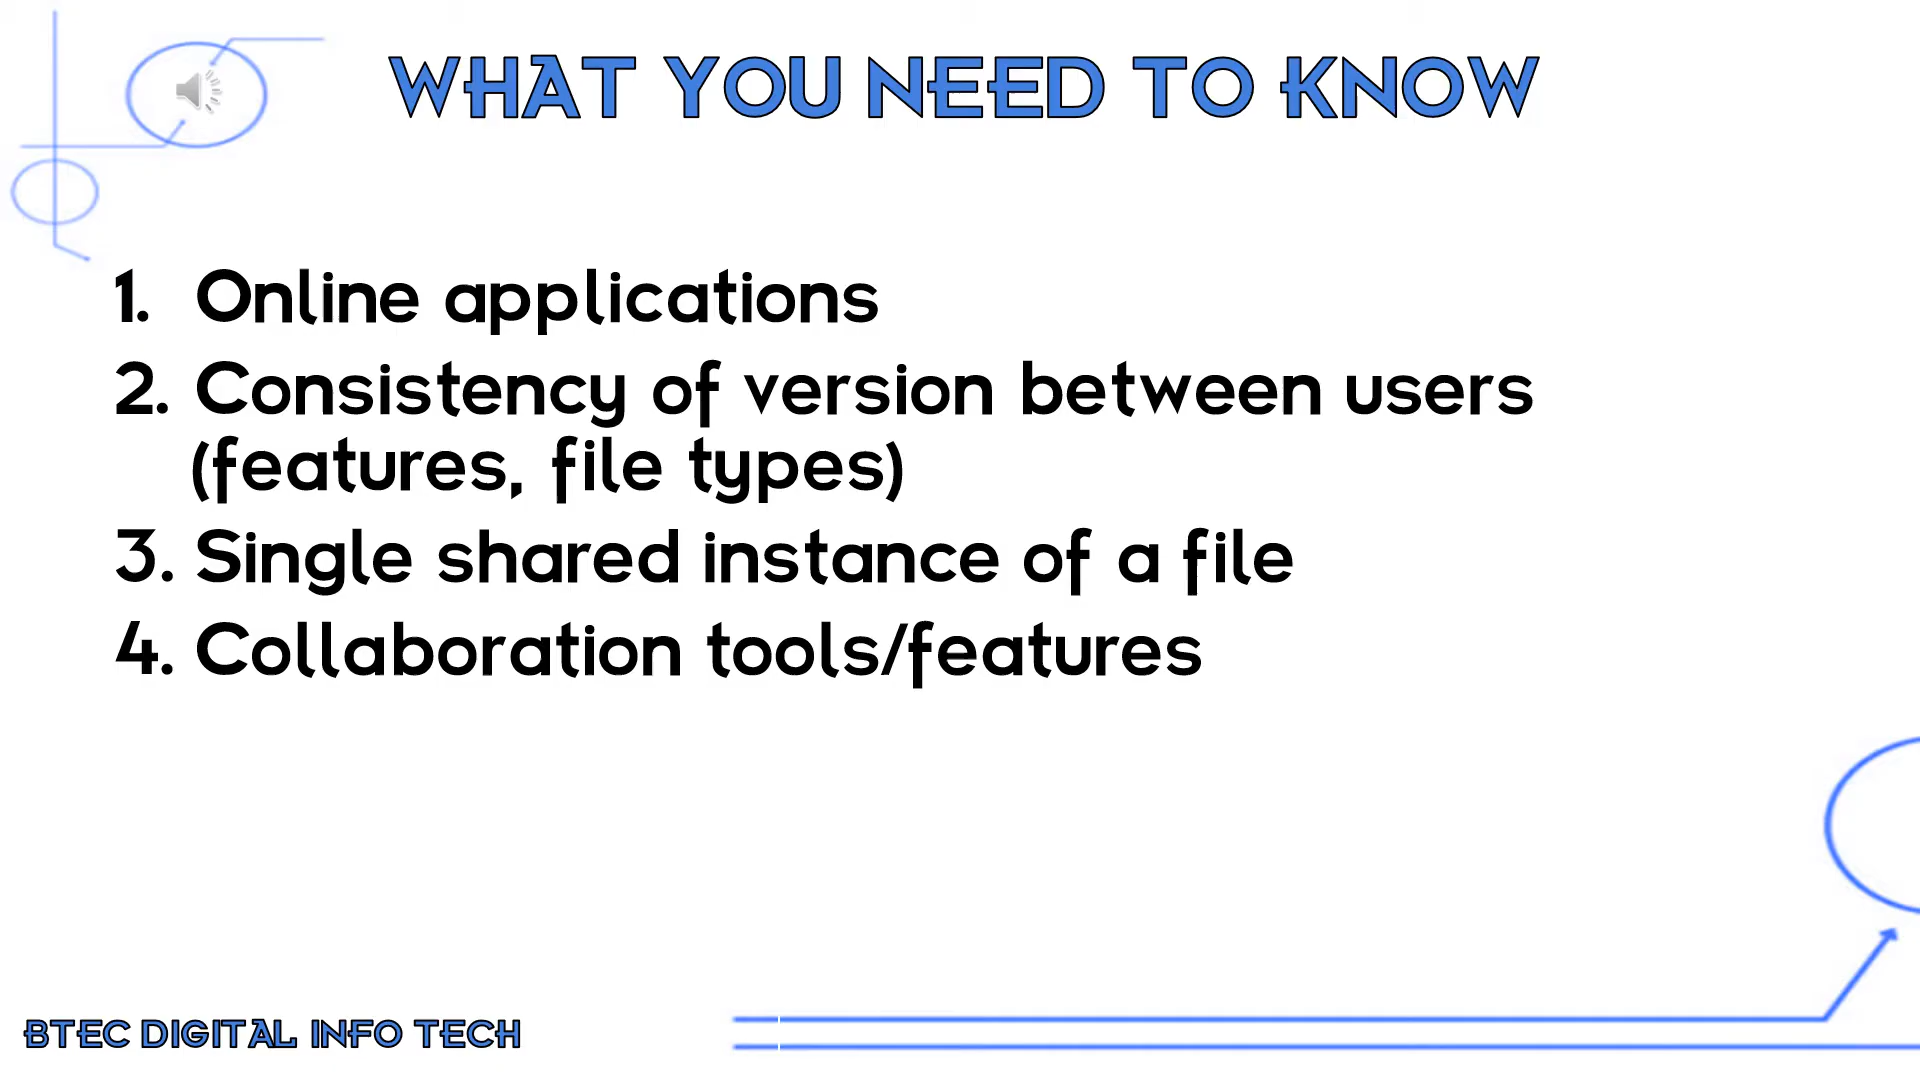 WHAT YOU NEED TO KNOW
1. Online applications
2. Consistency of version between users
(features, file types)
3. Single shared instance of a file
4. Collaboration tools/features
BTEC DIGITAL INFO TECH